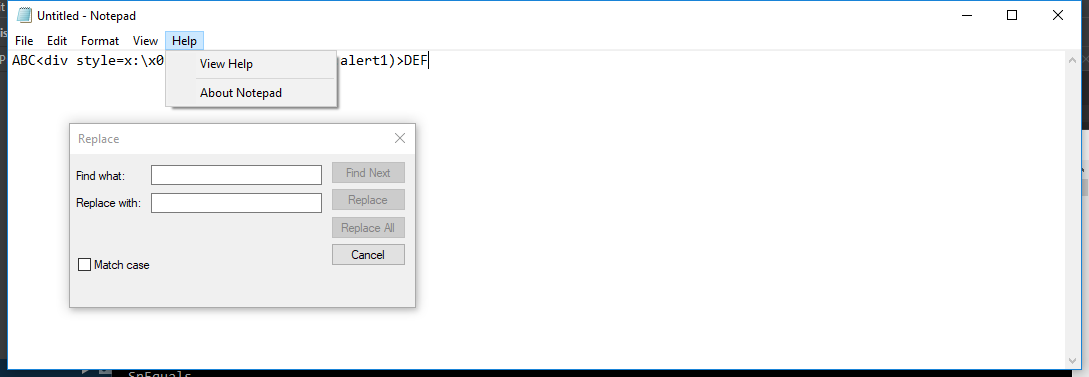 Untitled - Notepad
File Edit Format View Help
ABC<div style=x:\x0 alert1)>DEF
View Help
About Notepad
Replace
Find what:
Find Next
Replace with:
Replace
Replace All
Cancel
Match case
SnEquals